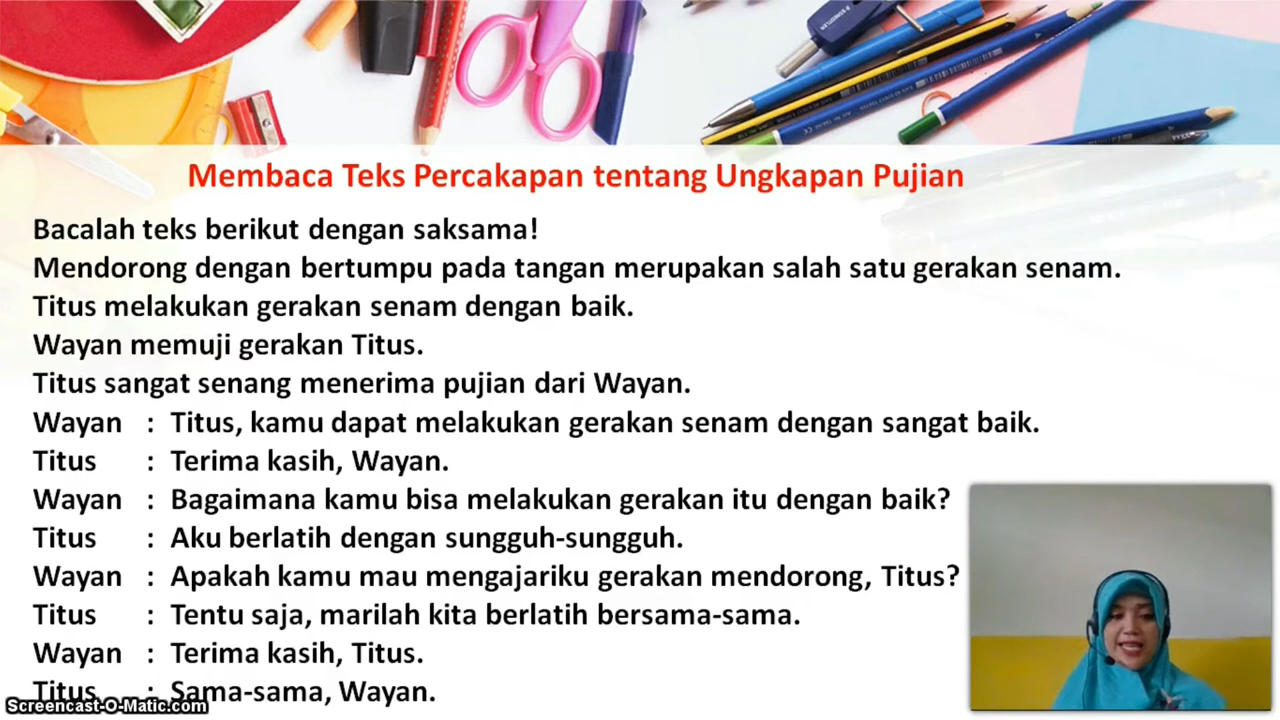 Membaca Teks Percakapan tentang Ungkapan Pujian
Bacalah teks berikut dengan saksama!
Mendorong dengan bertumpu pada tangan merupakan salah satu gerakan senam.
Titus melakukan gerakan senam dengan baik.
Wayan memuji gerakan Titus.
Titus sangat senang menerima pujian dari Wayan.
Wayan : Titus, kamu dapat melakukan gerakan senam dengan sangat baik.
Titus : Terima kasih, Wayan.
Wayan : Bagaimana kamu bisa melakukan gerakan itu dengan baik?
Titus : Aku berlatih dengan sungguh-sungguh.
Wayan : Apakah kamu mau mengajariku gerakan mendorong, Titus?
Titus : Tentu saja, marilah kita berlatih bersama-sama.
Wayan : Terima kasih, Titus.
Titus : Sama-sama, Wayan.
Screencast-O-Matic.com